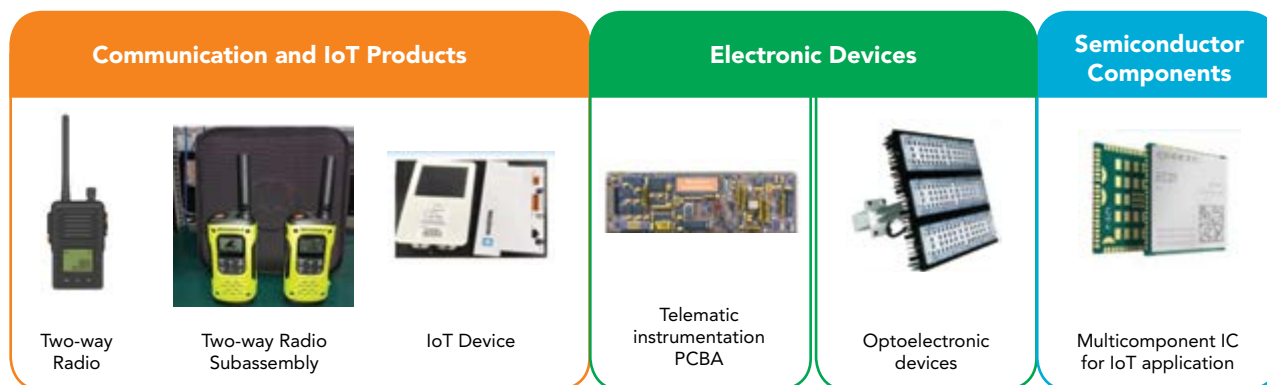 Communication and IoT Products
Electronic Devices
Semiconductor
Components
Two-way
Radio
Two-way Radio
Subassembly
IoT Device
Telematic
instrumentation
PCBA
Optoelectronic
devices
Multicomponent IC
for IoT application